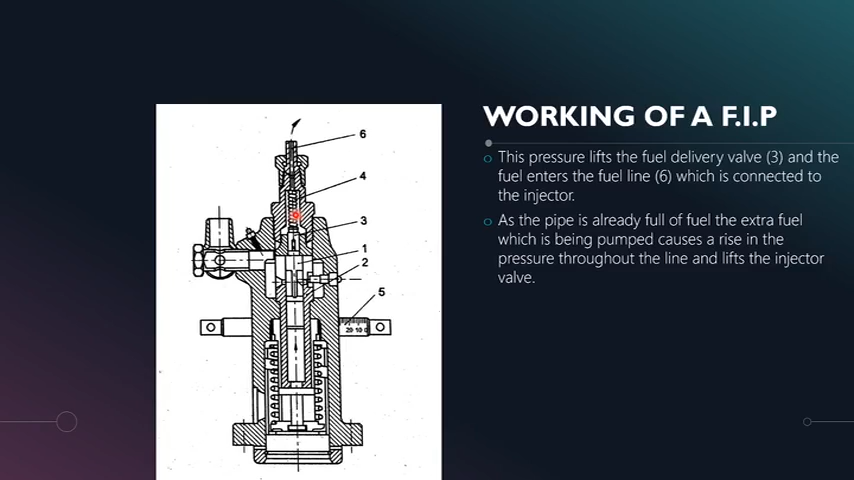 WORKING OF A F.I.P
This pressure lifts the fuel delivery valve (3) and the
fuel enters the fuel line (6) which is connected to
the injector.
As the pipe is already full of fuel the extra fuel
which is being pumped causes a rise in the
pressure throughout the line and lifts the injector
valve.
6
4
3
1
2
5
20 10 0